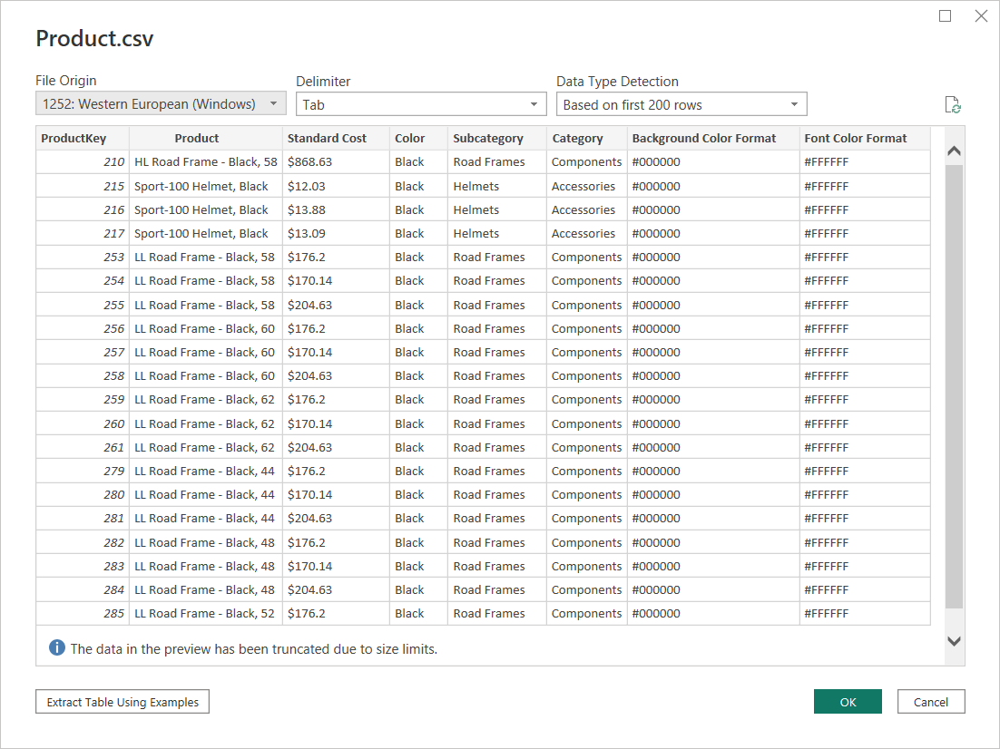 Product.csv
File Origin Delimiter Data Type Detection
1252: Western European (Windows) Tab Based on first 200 rows
ProductKey Product Standard Cost Color Subcategory Category Background Color Format Font Color Format
210 HL Road Frame - Black, 58 $868.63 Black Road Frames Components #000000 #FFFFFF
215 Sport-100 Helmet, Black $12.03 Black Helmets Accessories #000000 #FFFFFF
216 Sport-100 Helmet, Black $13.88 Black Helmets Accessories #000000 #FFFFFF
217 Sport-100 Helmet, Black $13.09 Black Helmets Accessories #000000 #FFFFFF
253 LL Road Frame - Black, 58 $176.2 Black Road Frames Components #000000 #FFFFFF
254 LL Road Frame - Black, 58 $170.14 Black Road Frames Components #000000 #FFFFFF
255 LL Road Frame - Black, 58 $204.63 Black Road Frames Components #000000 #FFFFFF
256 LL Road Frame - Black, 60 $176.2 Black Road Frames Components #000000 #FFFFFF
257 LL Road Frame - Black, 60 $170.14 Black Road Frames Components #000000 #FFFFFF
258 LL Road Frame - Black, 60 $204.63 Black Road Frames Components #000000 #FFFFFF
259 LL Road Frame - Black, 62 $176.2 Black Road Frames Components #000000 #FFFFFF
260 LL Road Frame - Black, 62 $170.14 Black Road Frames Components #000000 #FFFFFF
261 LL Road Frame - Black, 62 $204.63 Black Road Frames Components #000000 #FFFFFF
279 LL Road Frame - Black, 44 $176.2 Black Road Frames Components #000000 #FFFFFF
280 LL Road Frame - Black, 44 $170.14 Black Road Frames Components #000000 #FFFFFF
281 LL Road Frame - Black, 44 $204.63 Black Road Frames Components #000000 #FFFFFF
282 LL Road Frame - Black, 48 $176.2 Black Road Frames Components #000000 #FFFFFF
283 LL Road Frame - Black, 48 $170.14 Black Road Frames Components #000000 #FFFFFF
284 LL Road Frame - Black, 48 $204.63 Black Road Frames Components #000000 #FFFFFF
285 LL Road Frame - Black, 52 $176.2 Black Road Frames Components #000000 #FFFFFF
The data in the preview has been truncated due to size limits.
Extract Table Using Examples OK Cancel